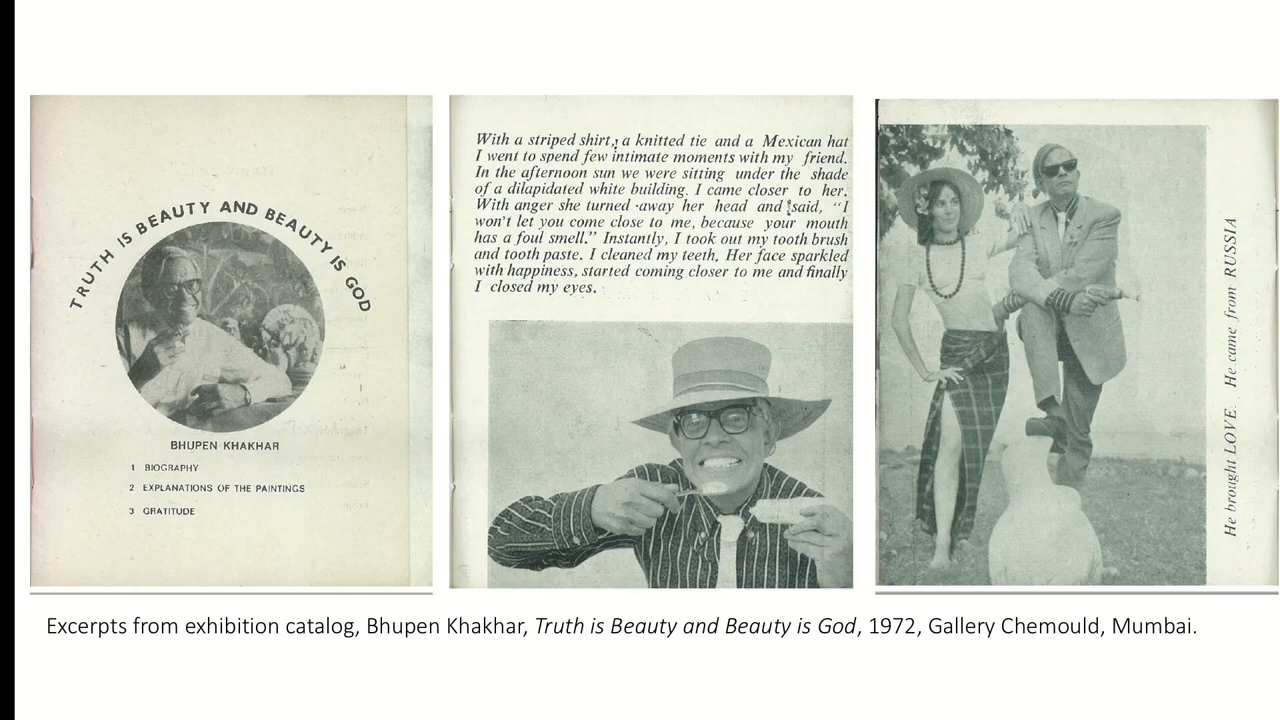 TRUTH IS BEAUTY AND BEAUTY IS GOD
BHUPEN KHAKHAR
1 BIOGRAPHY
2 EXPLANATIONS OF THE PAINTINGS
3 GRATITUDE
With a striped shirt, a knitted tie and a Mexican hat
I went to spend few intimate moments with my friend.
In the afternoon sun we were sitting under the shade
of a dilapidated white building. I came closer to her.
With anger she turned away her head and said, “I
won't let you come close to me, because your mouth
has a foul smell.” Instantly, I took out my tooth brush
and tooth paste. I cleaned my teeth. Her face sparkled
with happiness, started coming closer to me and finally
I closed my eyes.
He brought LOVE. He came from RUSSIA
Excerpts from exhibition catalog, Bhupen Khakhar, Truth is Beauty and Beauty is God, 1972, Gallery Chemould, Mumbai.